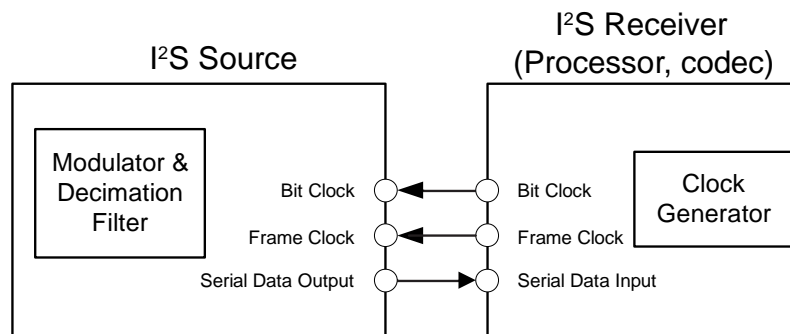 I²S Source
I²S Receiver
(Processor, codec)
Modulator &
Decimation
Filter
Bit Clock
Frame Clock
Serial Data Output
Bit Clock
Frame Clock
Serial Data Input
Clock
Generator